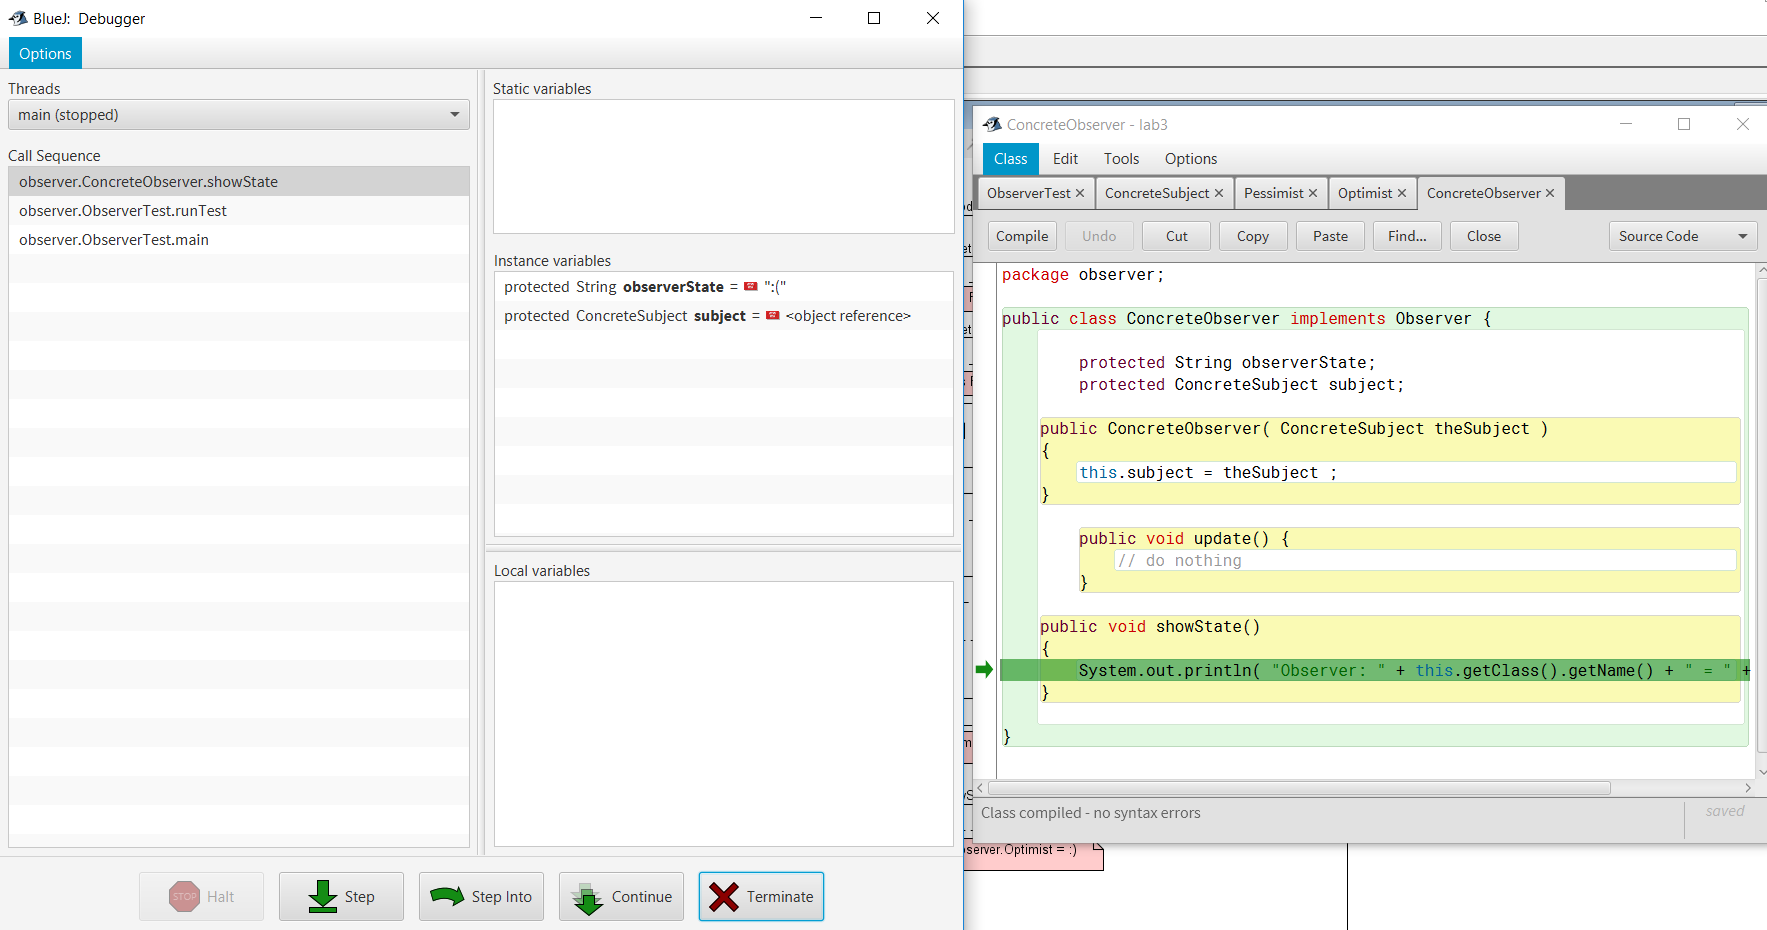 BlueJ: Debugger
Options
Threads
main (stopped)
Call Sequence
observer.ConcreteObserver.showState
observer.ObserverTest.runTest
observer.ObserverTest.main
Static variables
Instance variables
protected String observerState = ":("
protected ConcreteSubject subject = <object reference>
Local variables
STOP Halt
Step
Step Into
Continue
Terminate
ConcreteObserver - lab3
Class Edit Tools Options
ObserverTest ConcreteSubject Pessimist Optimist ConcreteObserver
Compile Undo Cut Copy Paste Find... Close Source Code
package observer;
public class ConcreteObserver implements Observer {
protected String observerState;
protected ConcreteSubject subject;
public ConcreteObserver( ConcreteSubject theSubject )
{
this.subject = theSubject ;
}
public void update() {
// do nothing
}
public void showState()
{
System.out.println( "Observer: " + this.getClass().getName() + " = " +
}
}
Class compiled - no syntax errors
saved
server.Optimist = :)